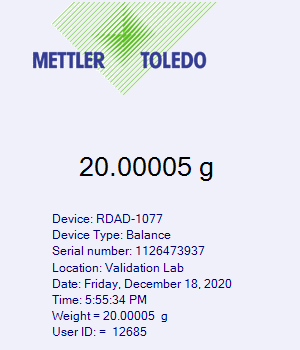 METTLER TOLEDO
20.00005 g
Device: RDAD-1077
Device Type: Balance
Serial number: 1126473937
Location: Validation Lab
Date: Friday, December 18, 2020
Time: 5:55:34 PM
Weight = 20.00005 g
User ID: = 12685